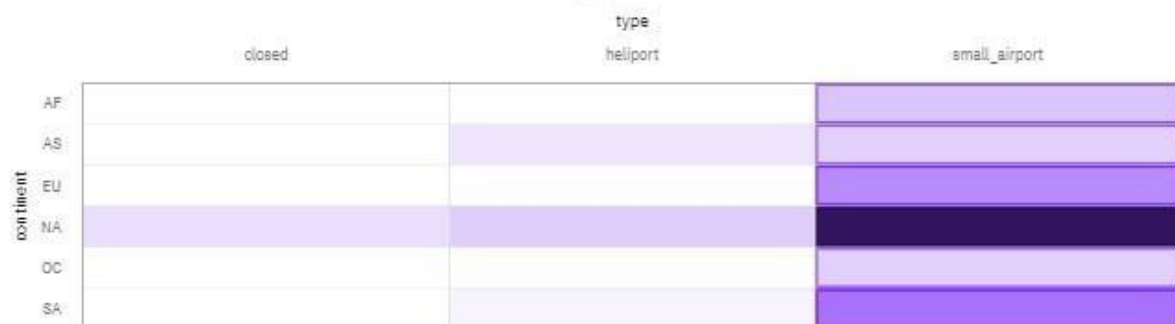 type
closed heliport small_airport
continent
AF
AS
EU
NA
OC
SA